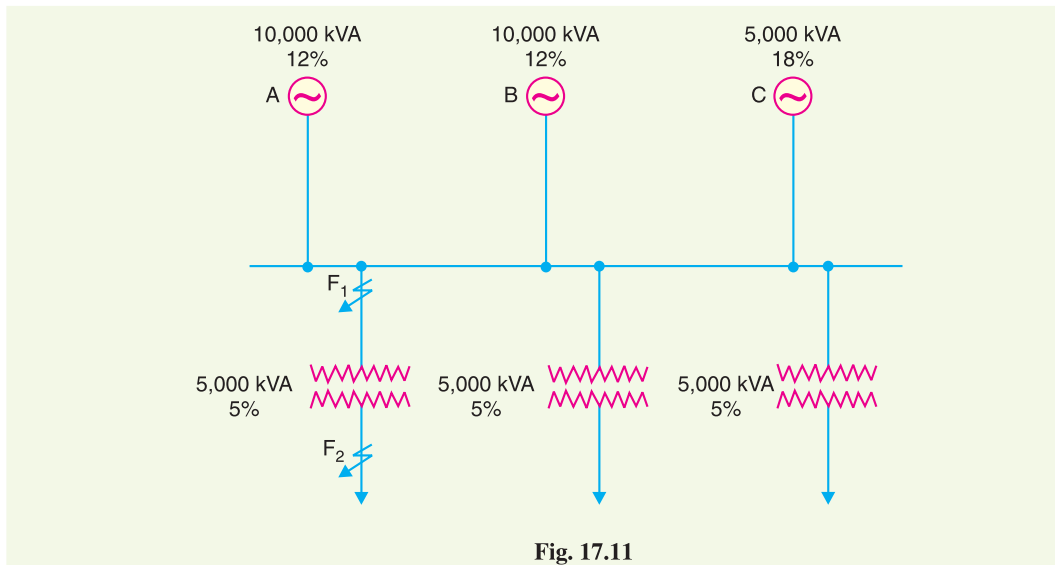 10,000 kVA 10,000 kVA 5,000 kVA
12% 12% 18%
A B C
F1
5,000 kVA 5,000 kVA 5,000 kVA
5% 5% 5%
F2
Fig. 17.11